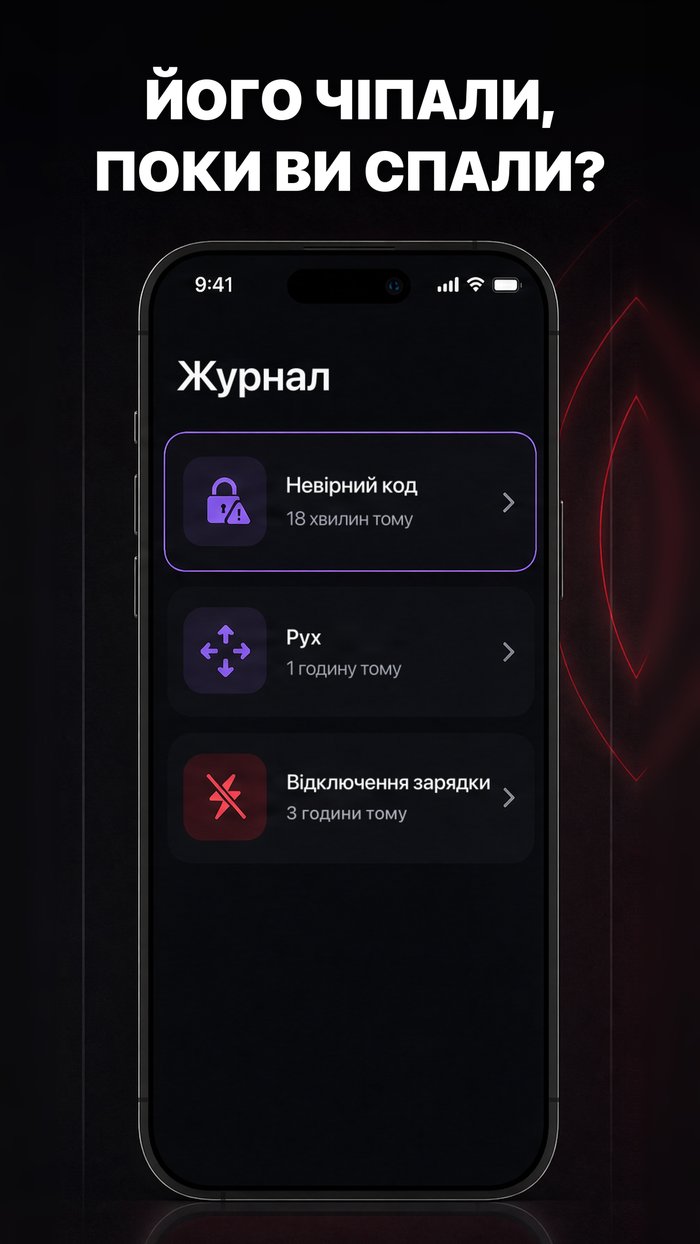 ЙОГО ЧІПАЛИ,
ПОКИ ВИ СПАЛИ?
9:41
Журнал
Невірний код
18 хвилин тому
Рух
1 годину тому
Відключення зарядки
3 години тому